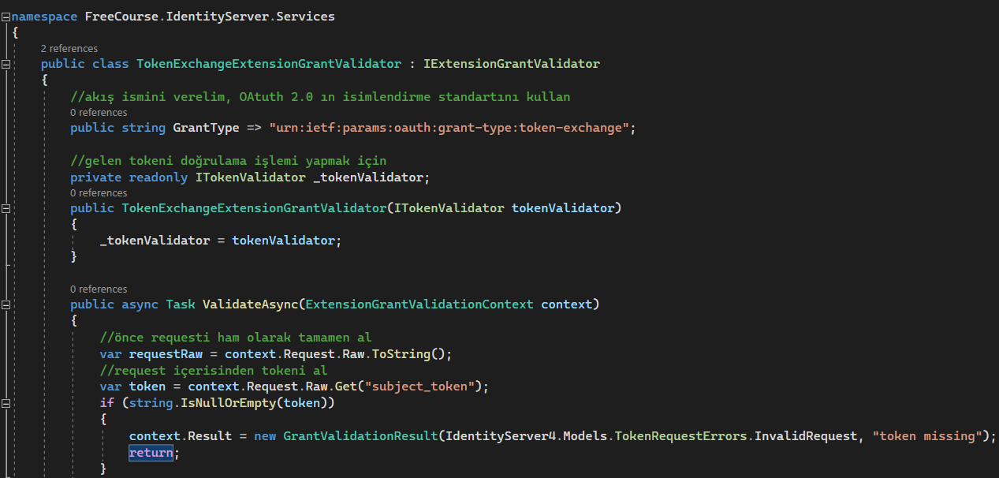 namespace FreeCourse.IdentityServer.Services
{
2 references
public class TokenExchangeExtensionGrantValidator : IExtensionGrantValidator
{
//akış ismini verelim, OAtuth 2.0 ın isimlendirme standartını kullan
0 references
public string GrantType => "urn:ietf:params:oauth:grant-type:token-exchange";
//gelen tokeni doğrulama işlemi yapmak için
private readonly ITokenValidator _tokenValidator;
0 references
public TokenExchangeExtensionGrantValidator(ITokenValidator tokenValidator)
{
_tokenValidator = tokenValidator;
}
0 references
public async Task ValidateAsync(ExtensionGrantValidationContext context)
{
//önce requesti ham olarak tamamen al
var requestRaw = context.Request.Raw.ToString();
//request içerisinden tokeni al
var token = context.Request.Raw.Get("subject_token");
if (string.IsNullOrEmpty(token))
{
context.Result = new GrantValidationResult(IdentityServer4.Models.TokenRequestErrors.InvalidRequest, "token missing");
return;
}